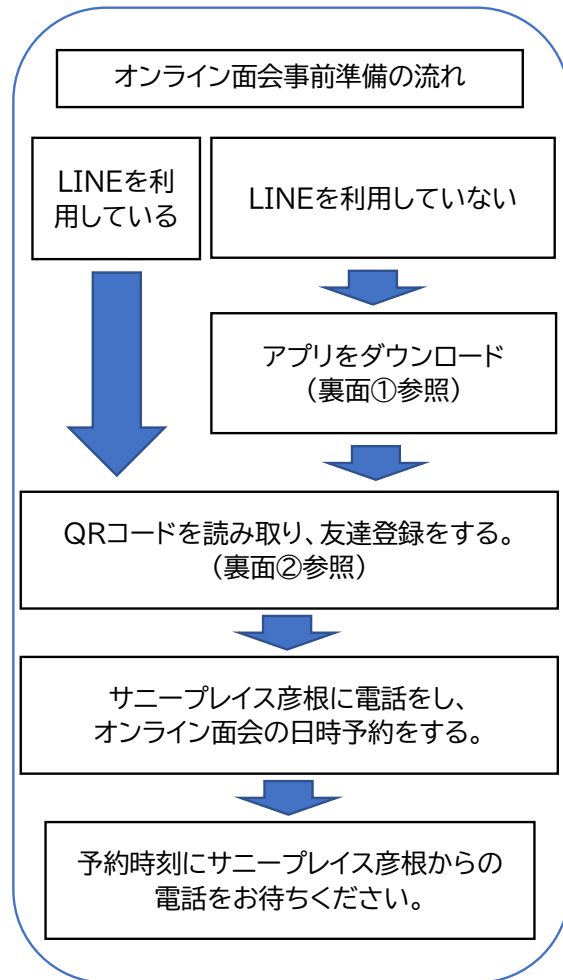 オンライン面会事前準備の流れ
LINEを利
用している
LINEを利用していない
アプリをダウンロード
（裏面①参照）
QRコードを読み取り、友達登録をする。
（裏面②参照）
サニープレイス彦根に電話をし、
オンライン面会の日時予約をする。
予約時刻にサニープレイス彦根からの
電話をお待ちください。